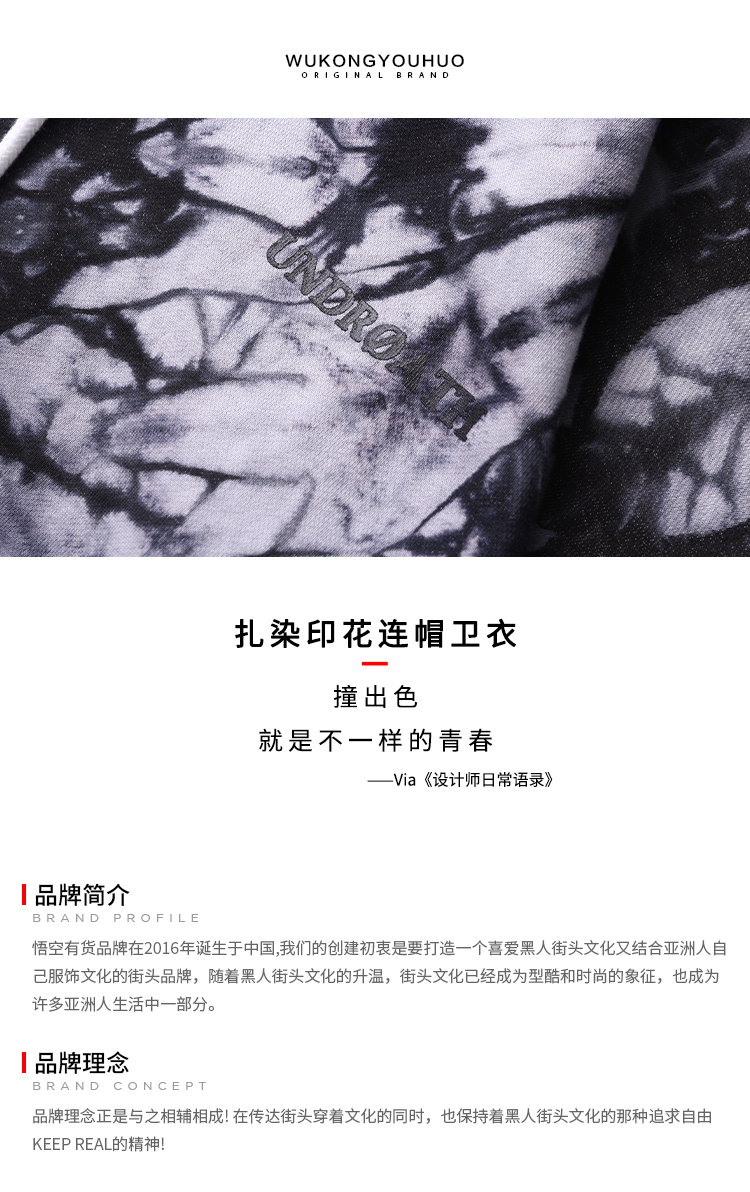 WUKONGYOUHUO
ORIGINAL BRAND
UNDRØATH
扎染印花连帽卫衣
撞出色
就是不一样的青春
——Via《设计师日常语录》
品牌简介
BRAND PROFILE
悟空有货品牌在2016年诞生于中国,我们的创建初衷是要打造一个喜爱黑人街头文化又结合亚洲人自
己服饰文化的街头品牌，随着黑人街头文化的升温，街头文化已经成为型酷和时尚的象征，也成为
许多亚洲人生活中一部分。
品牌理念
BRAND CONCEPT
品牌理念正是与之相辅相成! 在传达街头穿着文化的同时，也保持着黑人街头文化的那种追求自由
KEEP REAL的精神!